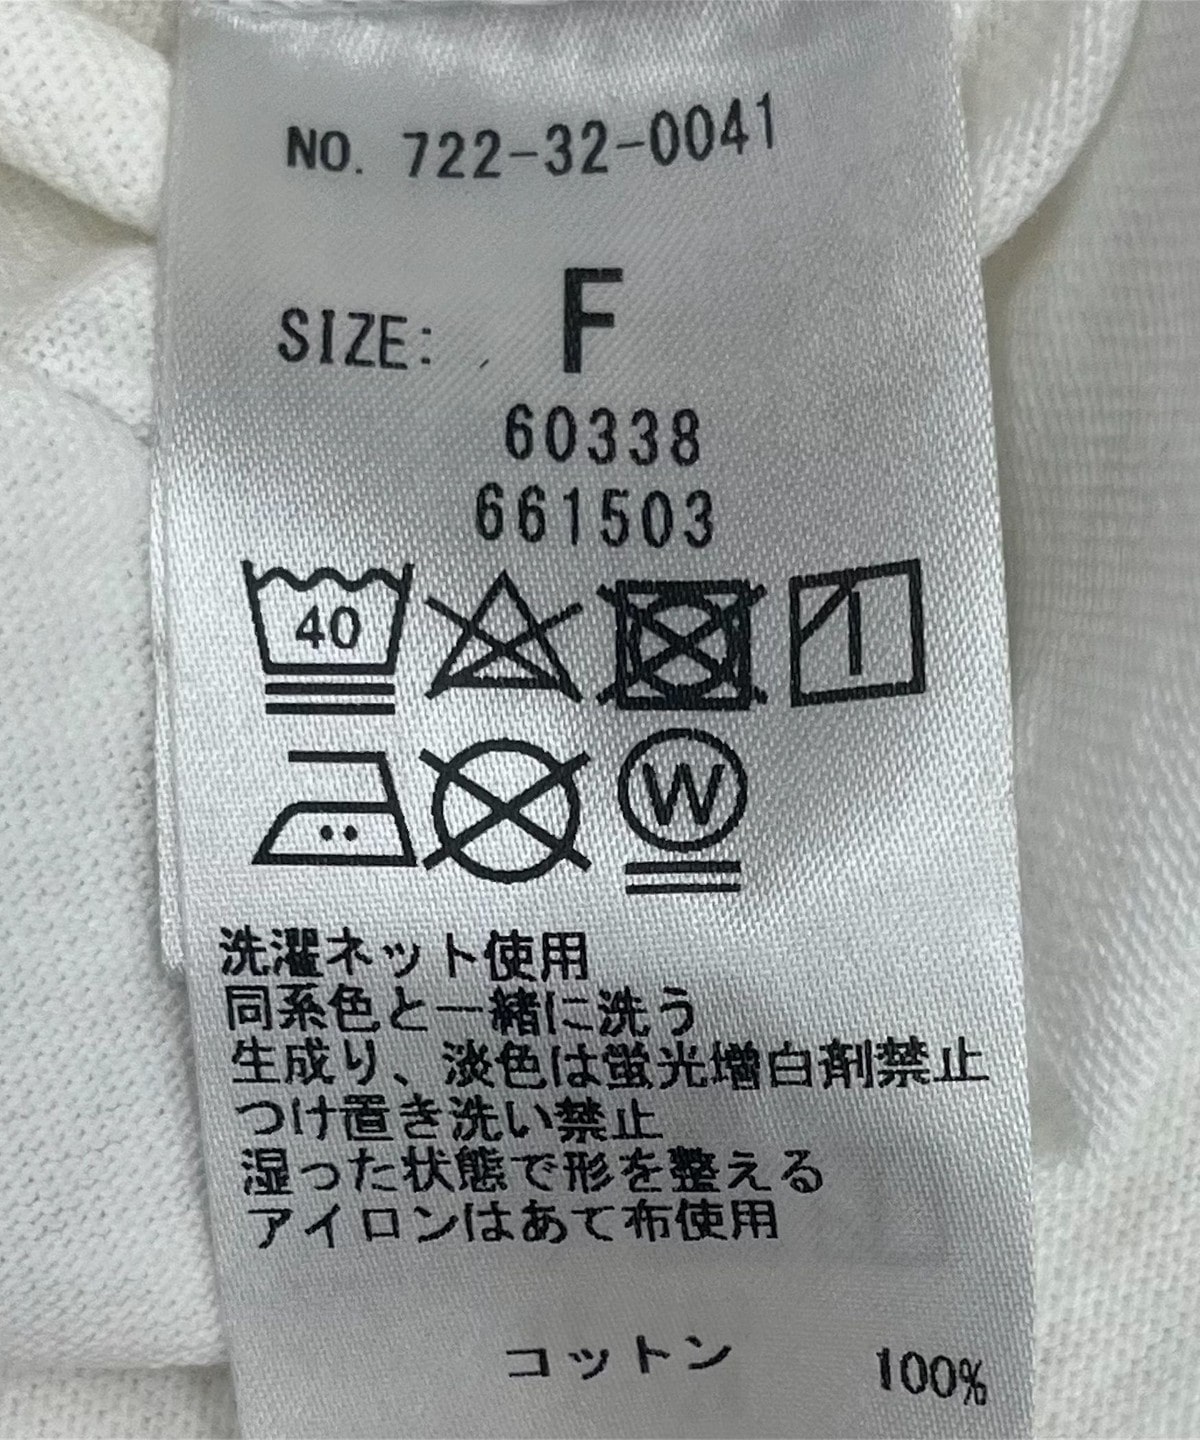 NO. 722-32-0041
SIZE: F
60338
661503
40
W
洗濯ネット使用
同系色と一緒に洗う
生成り、淡色は蛍光増白剤禁止
つけ置き洗い禁止
湿った状態で形を整える
アイロンはあて布使用
コットン 100%